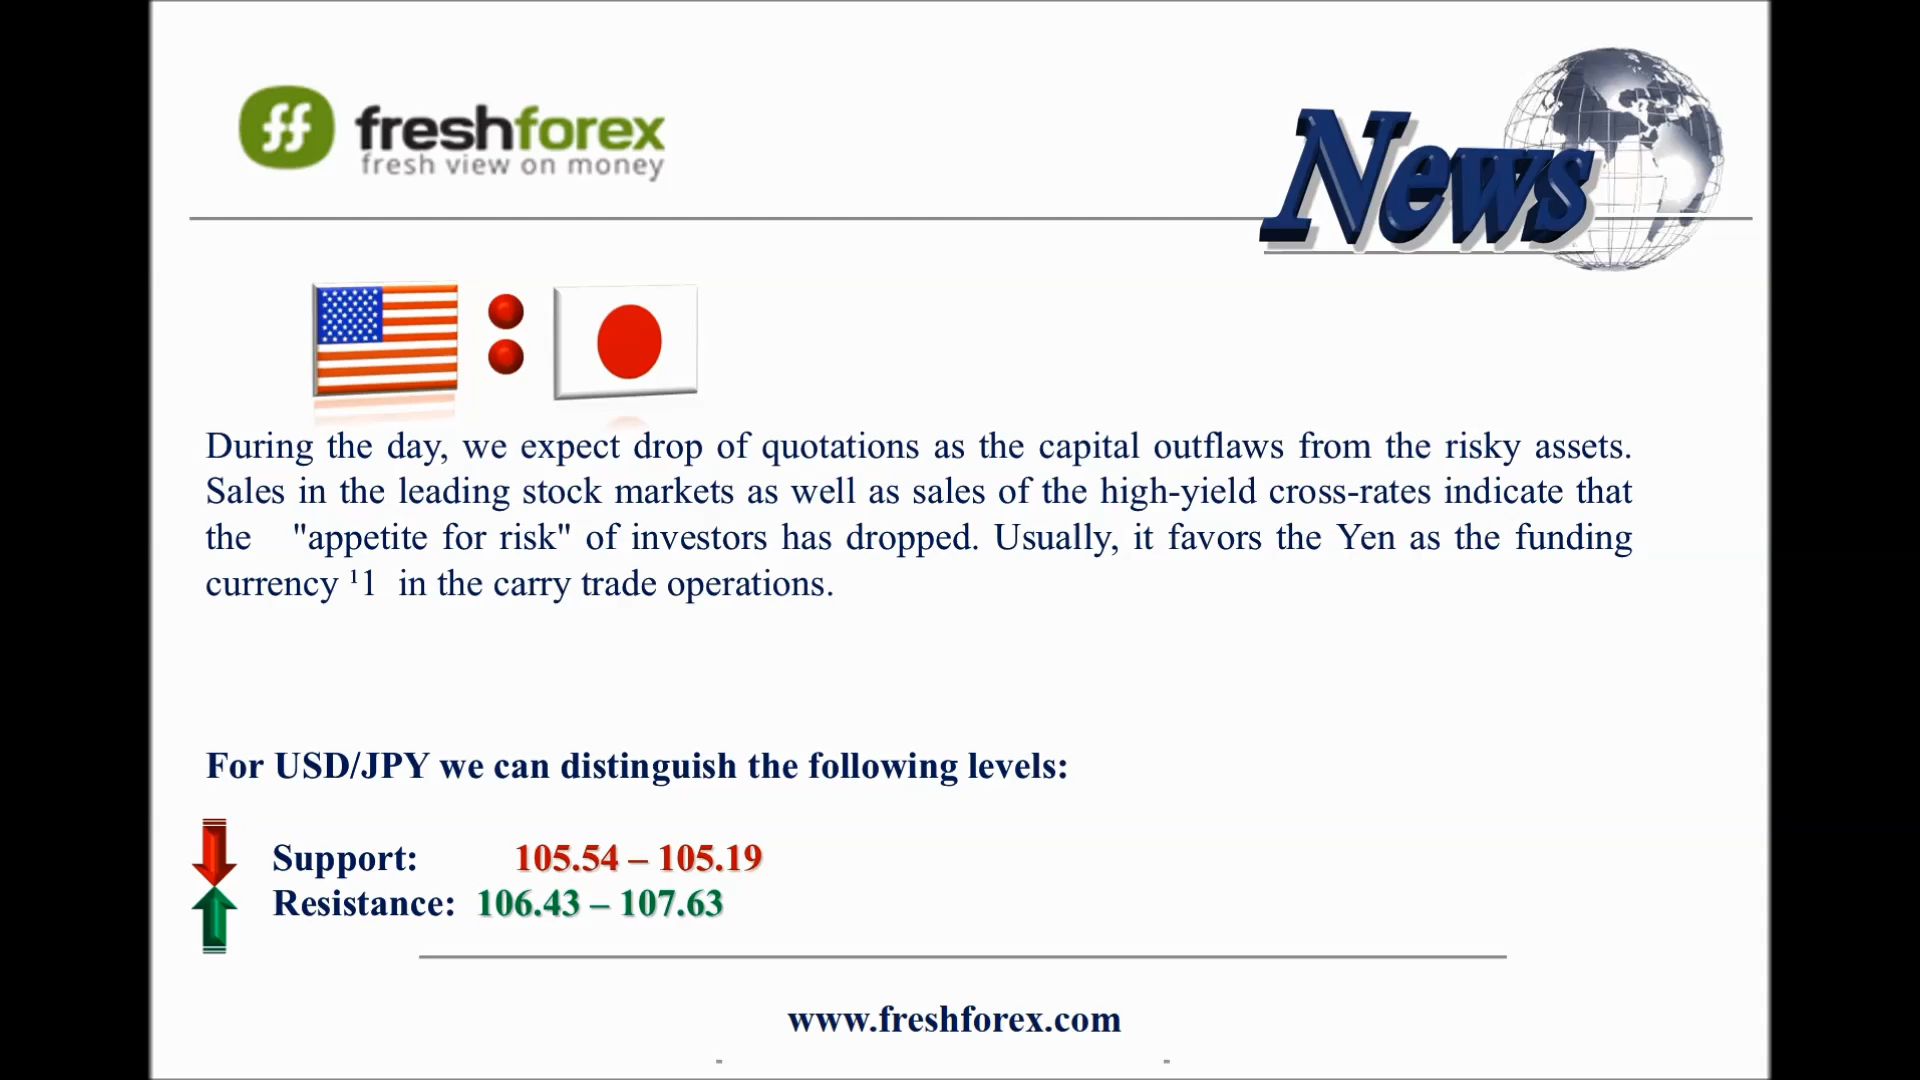 ff freshforex
fresh view on money
News
During the day, we expect drop of quotations as the capital outflaws from the risky assets.
Sales in the leading stock markets as well as sales of the high-yield cross-rates indicate that
the "appetite for risk" of investors has dropped. Usually, it favors the Yen as the funding
currency ¹1 in the carry trade operations.
For USD/JPY we can distinguish the following levels:
Support: 105.54 – 105.19
Resistance: 106.43 – 107.63
www.freshforex.com
- -